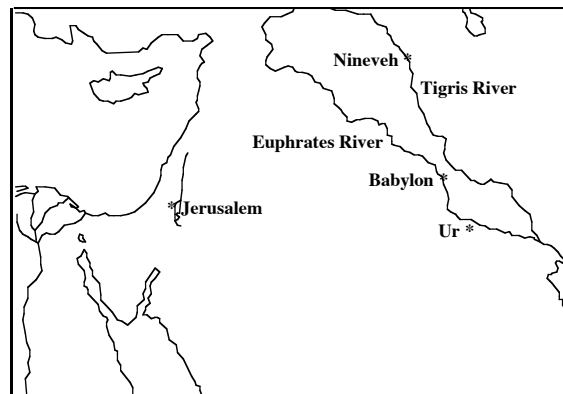 Nineveh *
Tigris River
Euphrates River
Babylon *
* Jerusalem
Ur *